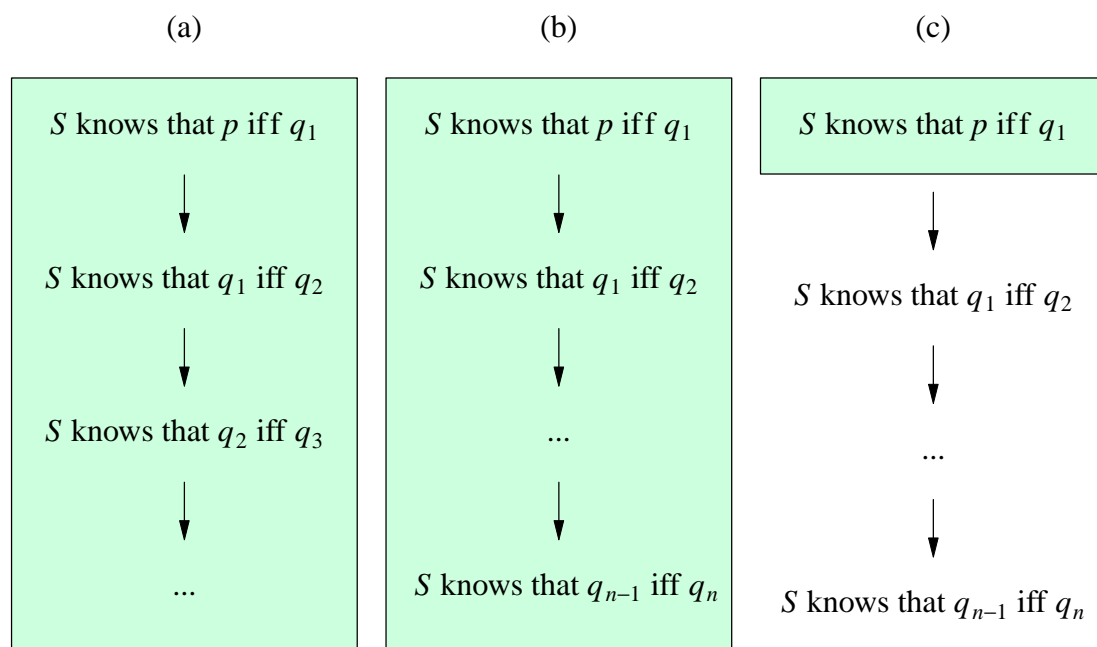 (a)
S knows that p iff q₁
S knows that q₁ iff q₂
S knows that q₂ iff q₃
...
(b)
S knows that p iff q₁
S knows that q₁ iff q₂
...
S knows that qₙ₋₁ iff qₙ
(c)
S knows that p iff q₁
S knows that q₁ iff q₂
...
S knows that qₙ₋₁ iff qₙ